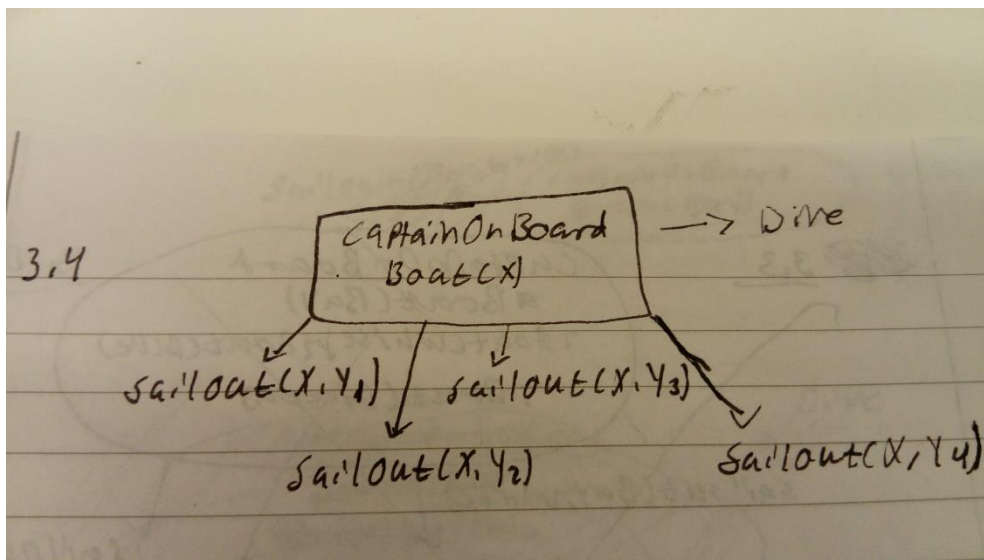 3.4
CaptainOnBoard
Boat(X)
→ Dive
sailout(X, Y1)
sailout(X, Y3)
sailout(X, Y2)
sailout(X, Y4)